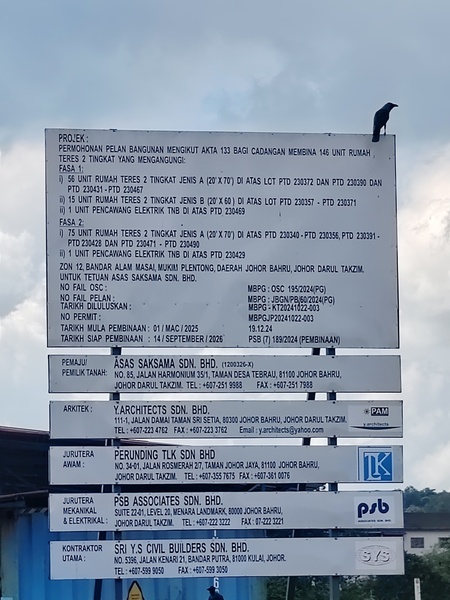 PROJEK :
PERMOHONAN PELAN BANGUNAN MENGIKUT AKTA 133 BAGI CADANGAN MEMBINA 146 UNIT RUMAH
TERES 2 TINGKAT YANG MENGANGUNGI:
FASA 1:
i) 56 UNIT RUMAH TERES 2 TINGKAT JENIS A (20' X 70') DI ATAS LOT PTD 230372 DAN PTD 230390 DAN
PTD 230431 - PTD 230467
ii) 15 UNIT RUMAH TERES 2 TINGKAT JENIS B (20' X 60') DI ATAS LOT PTD 230357 - PTD 230371
ii) 1 UNIT PENCAWANG ELEKTRIK TNB DI ATAS PTD 230469
FASA 2:
i) 75 UNIT RUMAH TERES 2 TINGKAT JENIS A (20' X 70') DI ATAS PTD 230340 - PTD 230356, PTD 230391 -
PTD 230428 DAN PTD 230471 - PTD 230490
ii) 1 UNIT PENCAWANG ELEKTRIK TNB DI ATAS PTD 230429
ZON 12, BANDAR ALAM MASAI, MUKIM PLENTONG, DAERAH JOHOR BAHRU, JOHOR DARUL TAKZIM.
UNTUK TETUAN ASAS SAKSAMA SDN. BHD.
NO FAIL OSC : MBPG : OSC 195/2024(PG)
NO FAIL PELAN : MBPG : JBGN/PB/60/2024(PG)
TARIKH DILULUSKAN : MBPG - KT20241022-003
NO PERMIT : MBPGJP20241022-003
TARIKH MULA PEMBINAAN : 01 / MAC / 2025 19.12.24
TARIKH SIAP PEMBINAAN : 14 / SEPTEMBER / 2026 PSB (7) 189/2024 (PEMBINAAN)
PEMAJU/
PEMILIK TANAH:
ASAS SAKSAMA SDN. BHD. (1200326-X)
NO. 85, JALAN HARMONIUM 35/1, TAMAN DESA TEBRAU, 81100 JOHOR BAHRU,
JOHOR DARUL TAKZIM. TEL : +607-251 9988 FAX : +607-251 7988
ARKITEK :
Y.ARCHITECTS SDN. BHD.
111-1, JALAN DAMAI TAMAN SRI SETIA, 80300 JOHOR BAHRU, JOHOR DARUL TAKZIM.
TEL : +607-223 4762 FAX : +607-223 3762 Email : y.architects@yahoo.com
PAM
y.architects
JURUTERA
AWAM :
PERUNDING TLK SDN BHD
NO. 34-01, JALAN ROSMERAH 2/7, TAMAN JOHOR JAYA, 81100 JOHOR BAHRU,
JOHOR DARUL TAKZIM. TEL : +607-355 7675 FAX : +607-361 0076
TLK
JURUTERA
MEKANIKAL
& ELEKTRIKAL :
PSB ASSOCIATES SDN BHD.
SUITE 22-01, LEVEL 20, MENARA LANDMARK, 80000 JOHOR BAHRU,
JOHOR DARUL TAKZIM. TEL : +607-222 3222 FAX : 07-222 3221
psb
KONTRAKTOR
UTAMA :
SRI Y.S CIVIL BUILDERS SDN. BHD.
NO. 5396, JALAN KENARI 21, BANDAR PUTRA, 81000 KULAI, JOHOR.
TEL : +607-599 9050 FAX : +607-599 3050
SYS
6